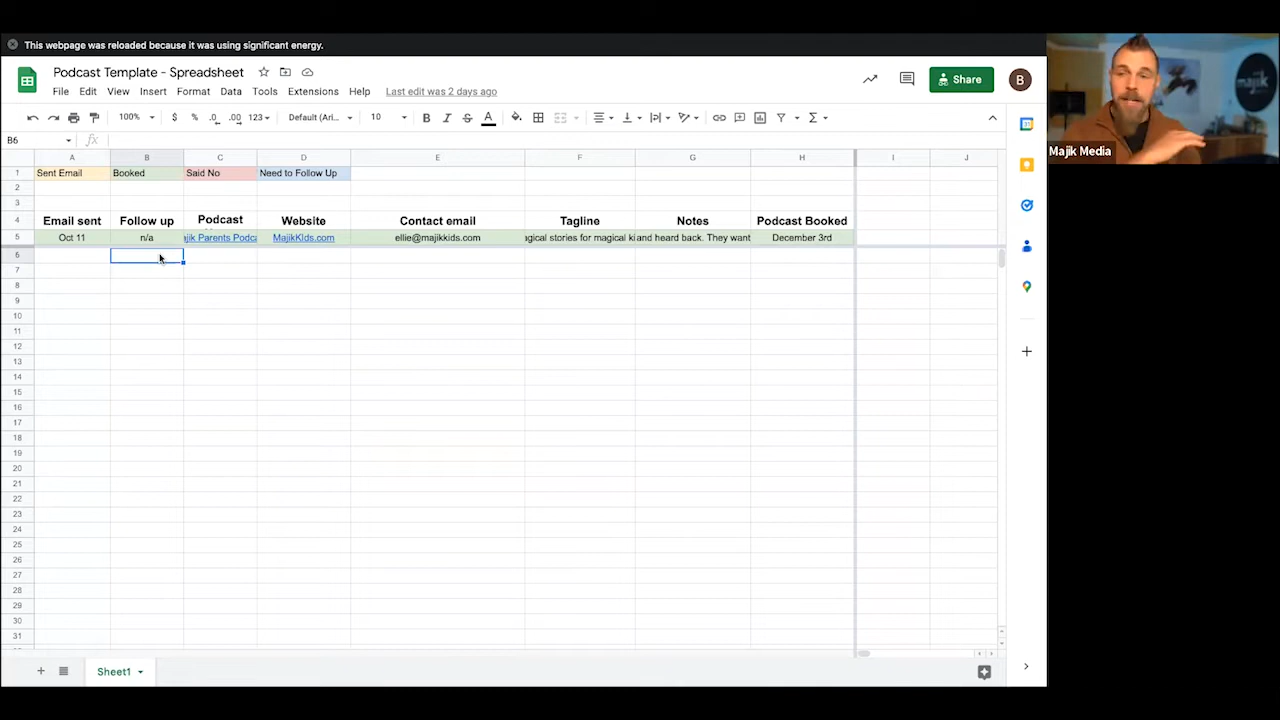 This webpage was reloaded because it was using significant energy.
Podcast Template - Spreadsheet
Share
B
File Edit View Insert Format Data Tools Extensions Help Last edit was 2 days ago
100% $ % .0 .00 123 Default (Ari... 10 B I S A
B6 fx
A B C D E F G H I J
1 Sent Email Booked Said No Need to Follow Up
2
3
4 Email sent Follow up Podcast Website Contact email Tagline Notes Podcast Booked
5 Oct 11 n/a ajik Parents Podca MajikKIds.com ellie@majikkids.com agical stories for magical ki and heard back. They want December 3rd
6
7
8
9
10
11
12
13
14
15
16
17
18
19
20
21
22
23
24
25
26
27
28
29
30
31
Sheet1
majik
Majik Media